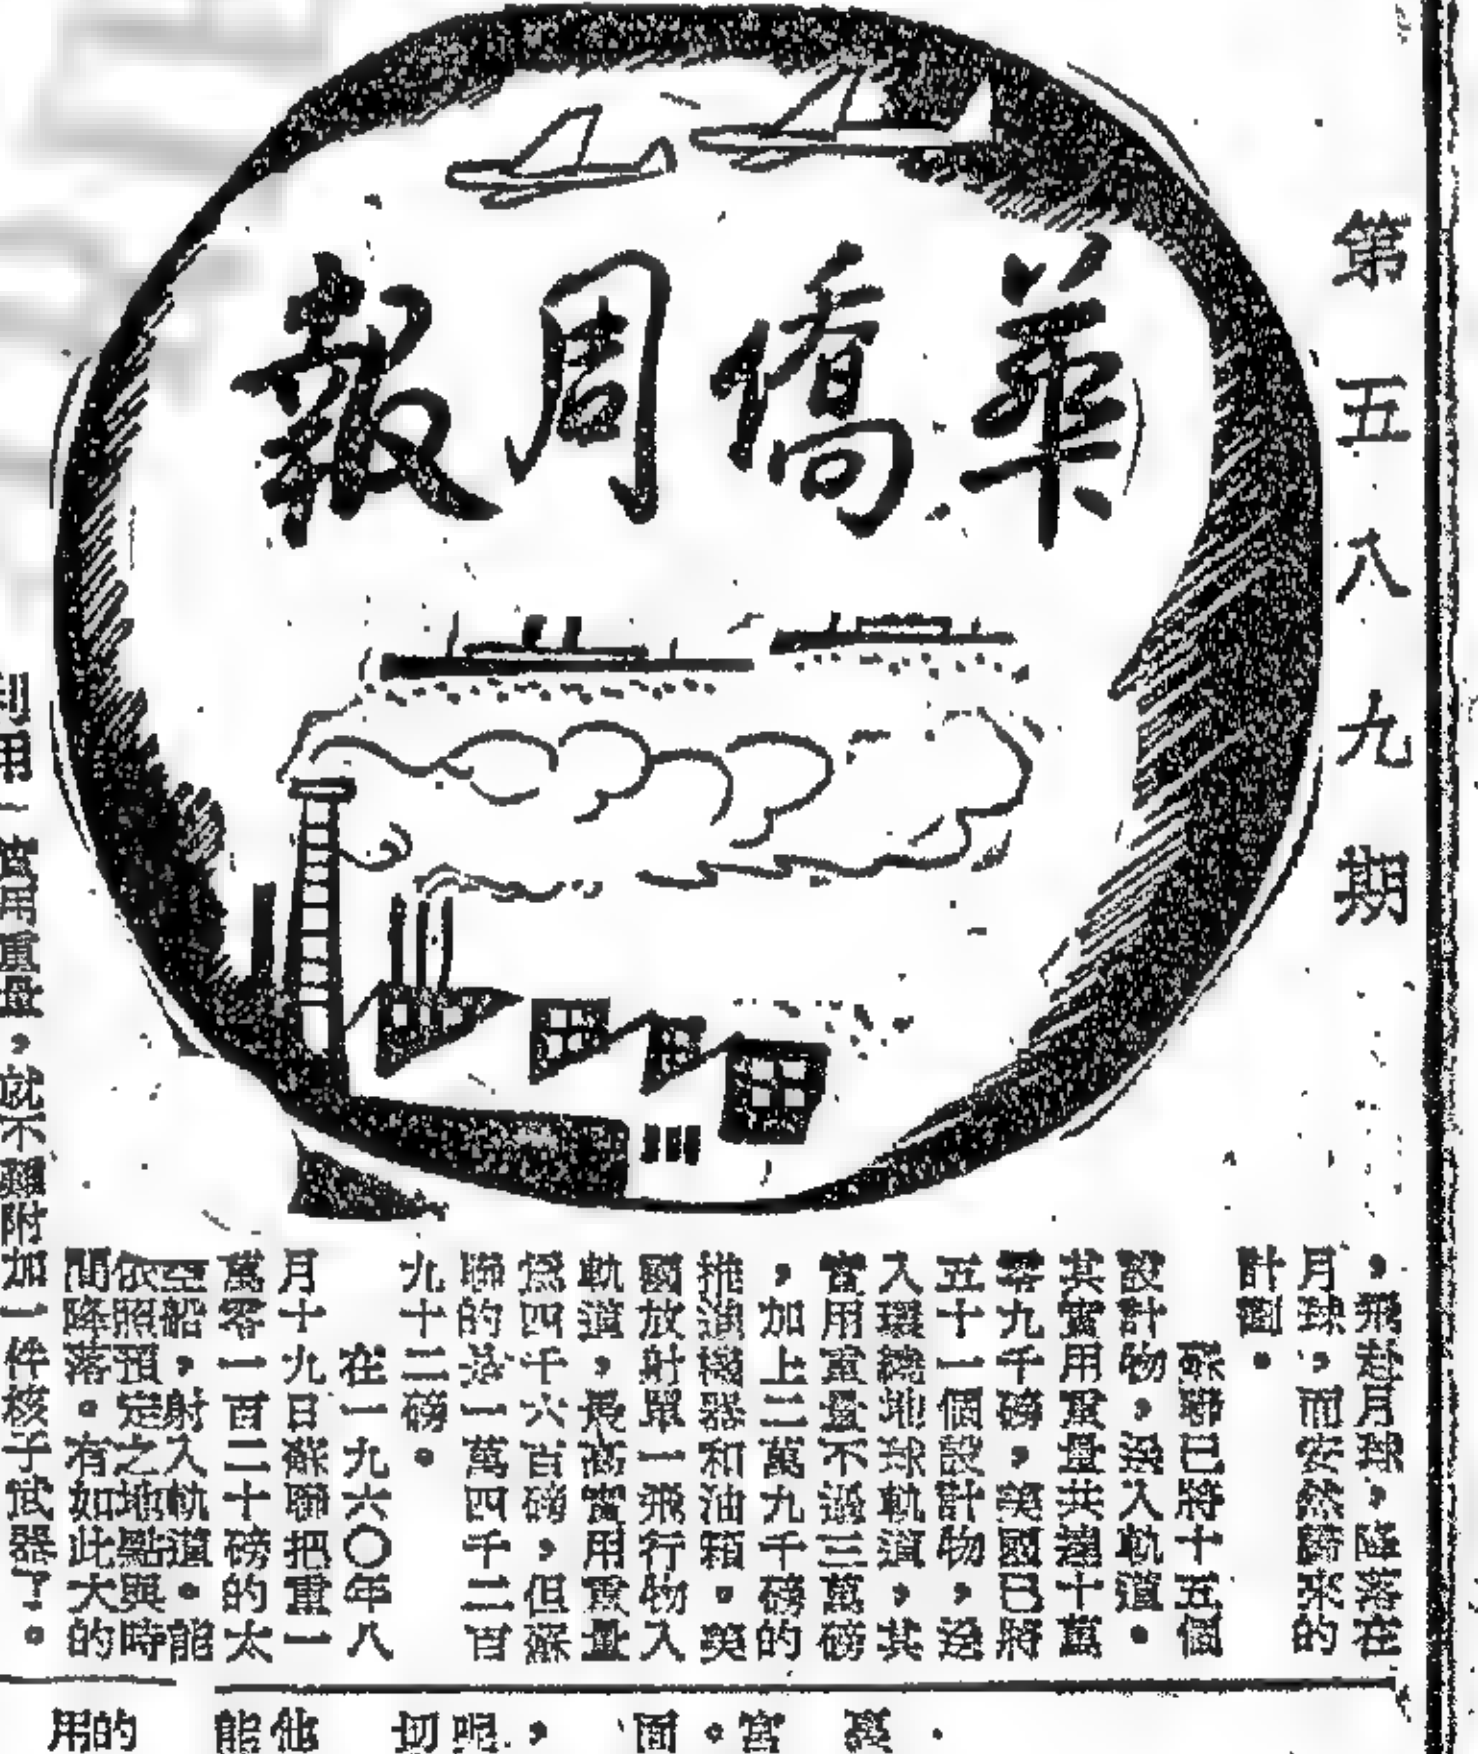 第五八九期
華僑周報
，飛越月球，降落在
月球，而安然歸來的
計劃。
蘇聯已將十五個
設計物，送入軌道。
其實用重量共達十萬
零九千磅，美國已將
五十一個設計物，送
入環繞地球軌道，其
實用重量不過三萬磅
，加上二萬九千磅的
推進機器和油箱。美
國放射單一飛行物入
軌道，最高實用重量
爲四千六百磅，但蘇
聯的是一萬四千二百
九十二磅。
在一九六〇年八
月十九日蘇聯把重一
萬零一百二十磅的太
空船，射入軌道。能
依照預定之地點與時
間降落。有如此大的
利用一實用重量，就不難附加一件核子武器了。